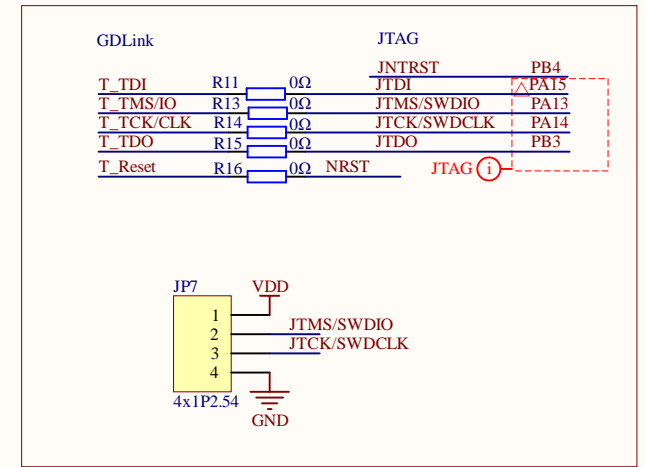 GDLink JTAG
JNTRST PB4
T_TDI R11 0Ω JTDI PA15
T_TMS/IO R13 0Ω JTMS/SWDIO PA13
T_TCK/CLK R14 0Ω JTCK/SWDCLK PA14
T_TDO R15 0Ω JTDO PB3
T_Reset R16 0Ω NRST JTAG i
JP7 VDD
1
2 JTMS/SWDIO
3 JTCK/SWDCLK
4
4x1P2.54
GND